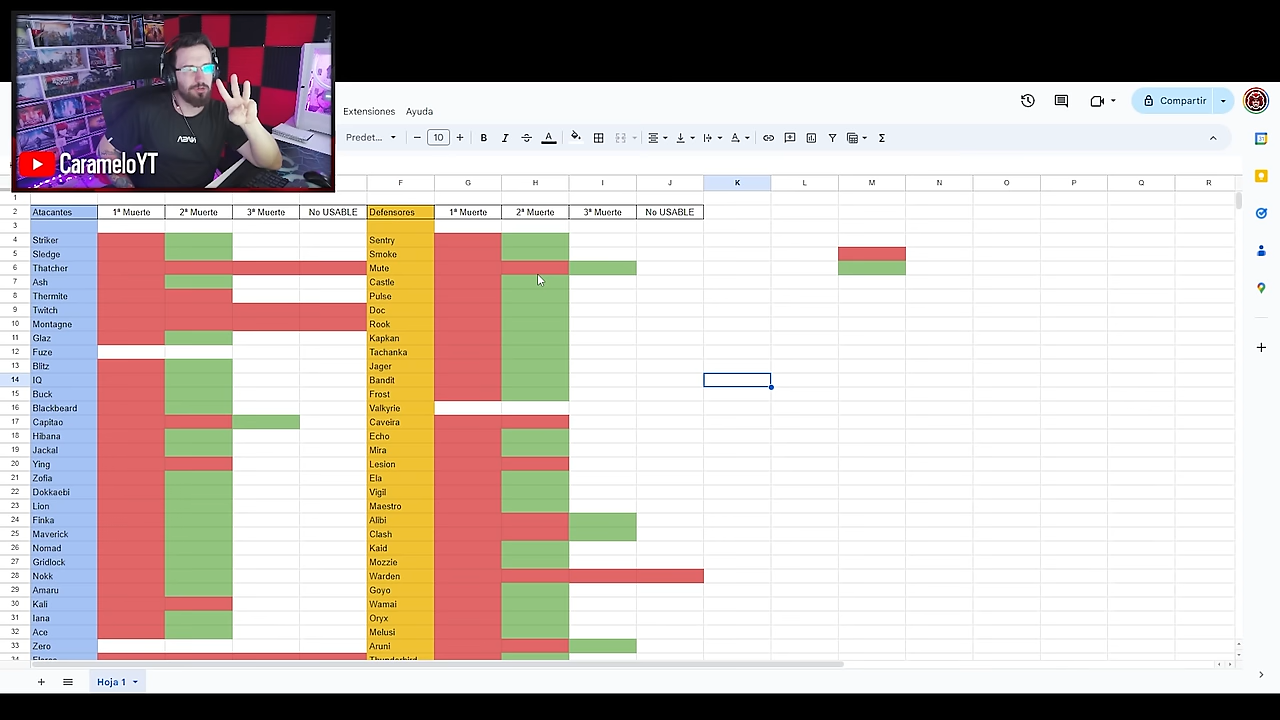 CarameloYT
Extensiones Ayuda
Compartir
Predet... 10 B I
F G H I J K L M N O P Q R
1
2 Atacantes 1ª Muerte 2ª Muerte 3ª Muerte No USABLE Defensores 1ª Muerte 2ª Muerte 3ª Muerte No USABLE
3
4 Striker Sentry
5 Sledge Smoke
6 Thatcher Mute
7 Ash Castle
8 Thermite Pulse
9 Twitch Doc
10 Montagne Rook
11 Glaz Kapkan
12 Fuze Tachanka
13 Blitz Jager
14 IQ Bandit
15 Buck Frost
16 Blackbeard Valkyrie
17 Capitao Caveira
18 Hibana Echo
19 Jackal Mira
20 Ying Lesion
21 Zofia Ela
22 Dokkaebi Vigil
23 Lion Maestro
24 Finka Alibi
25 Maverick Clash
26 Nomad Kaid
27 Gridlock Mozzie
28 Nokk Warden
29 Amaru Goyo
30 Kali Wamai
31 Iana Oryx
32 Ace Melusi
33 Zero Aruni
34 Flores Thunderbird
Hoja 1